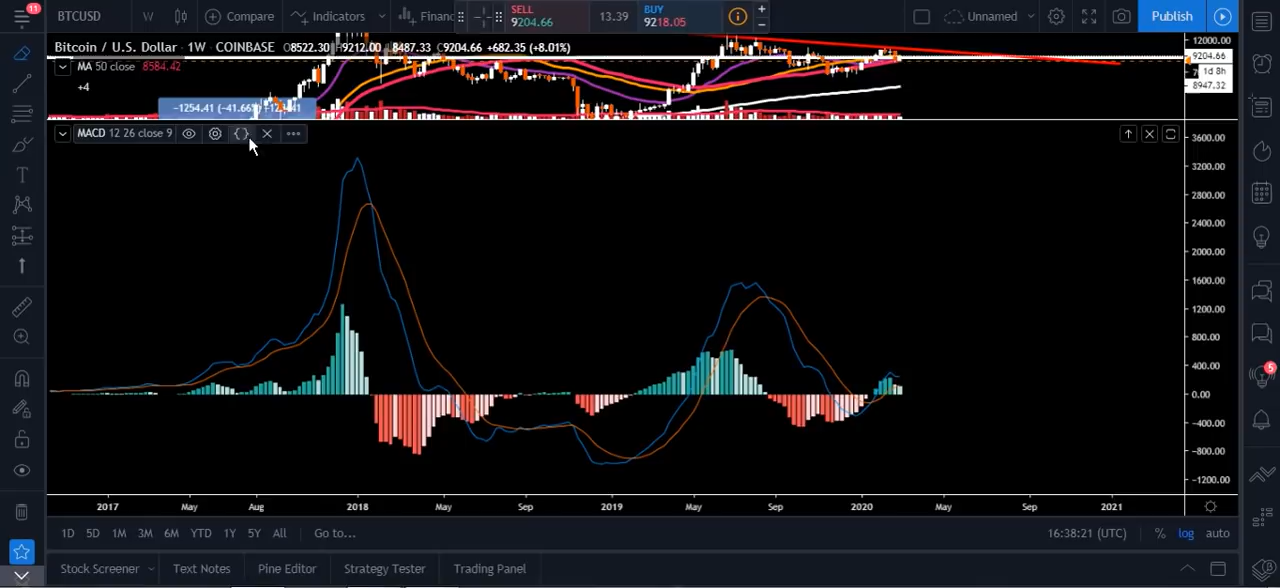 11
BTCUSD
W
Compare
Indicators
Financ
SELL
9204.66
13.39
BUY
9218.05
Unnamed
Publish
Bitcoin / U.S. Dollar · 1W · COINBASE O8522.30 H9212.00 L8487.33 C9204.66 +682.35 (+8.01%)
MA 50 close 8584.42
+4
−1254.41 (−41.66%)
MACD 12 26 close 9
12000.00
9204.66
1d 8h
8947.32
3600.00
3200.00
2800.00
2400.00
2000.00
1600.00
1200.00
800.00
400.00
0.00
−400.00
−800.00
−1200.00
5
2017 May Aug 2018 May Sep 2019 May Sep 2020 May Sep 2021
1D 5D 1M 3M 6M YTD 1Y 5Y All Go to...
16:38:21 (UTC) % log auto
Stock Screener Text Notes Pine Editor Strategy Tester Trading Panel